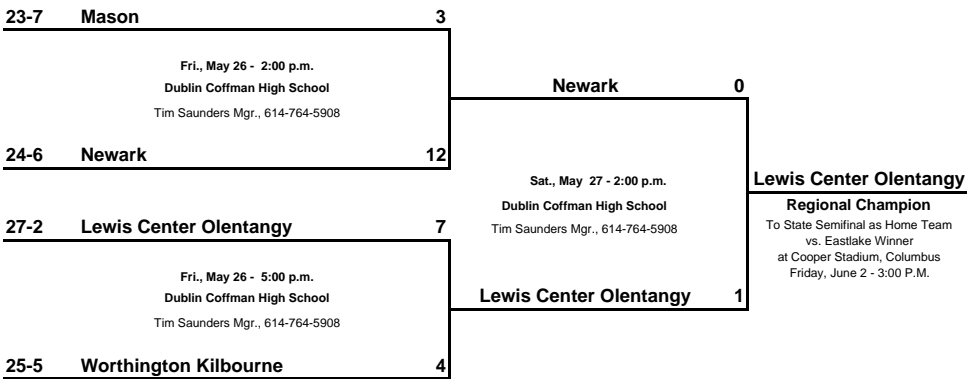 23-7 Mason 3
Fri., May 26 - 2:00 p.m.
Dublin Coffman High School
Tim Saunders Mgr., 614-764-5908
24-6 Newark 12
27-2 Lewis Center Olentangy 7
Fri., May 26 - 5:00 p.m.
Dublin Coffman High School
Tim Saunders Mgr., 614-764-5908
25-5 Worthington Kilbourne 4
Newark 0
Sat., May 27 - 2:00 p.m.
Dublin Coffman High School
Tim Saunders Mgr., 614-764-5908
Lewis Center Olentangy 1
Lewis Center Olentangy
Regional Champion
To State Semifinal as Home Team
vs. Eastlake Winner
at Cooper Stadium, Columbus
Friday, June 2 - 3:00 P.M.